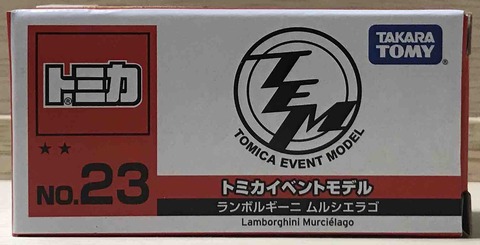 トミカ
®
★★
NO.23
TEM
TOMICA EVENT MODEL
TAKARA
TOMY
®
トミカイベントモデル
ランボルギーニ ムルシエラゴ
Lamborghini Murciélago